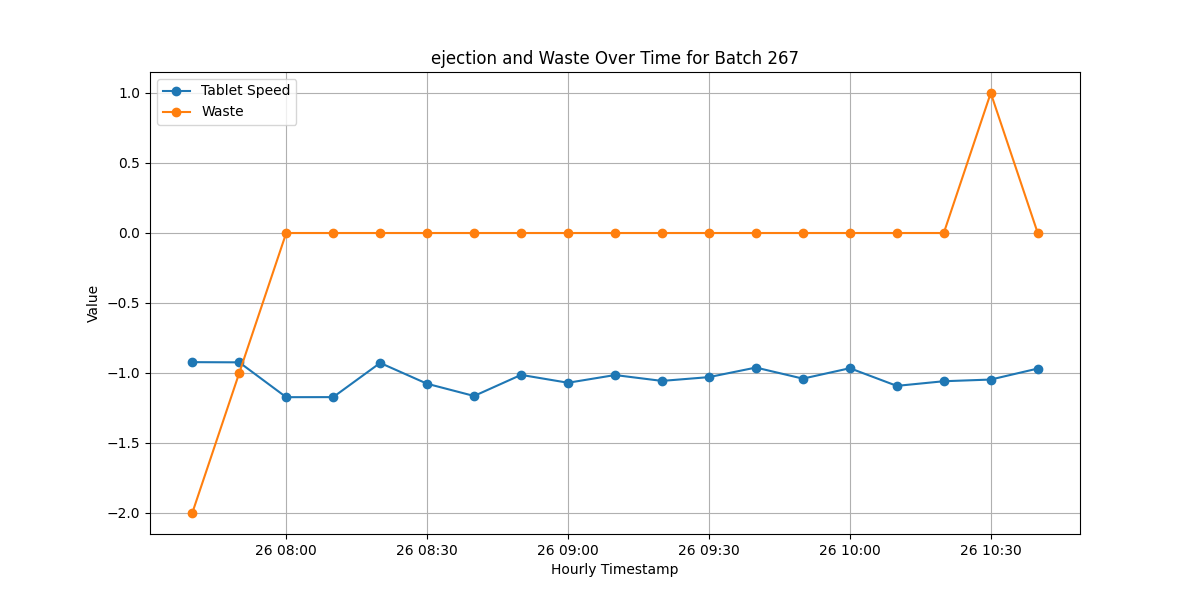 ejection and Waste Over Time for Batch 267
Tablet Speed
Waste
1.0
0.5
0.0
−0.5
−1.0
−1.5
−2.0
Value
26 08:00 26 08:30 26 09:00 26 09:30 26 10:00 26 10:30
Hourly Timestamp